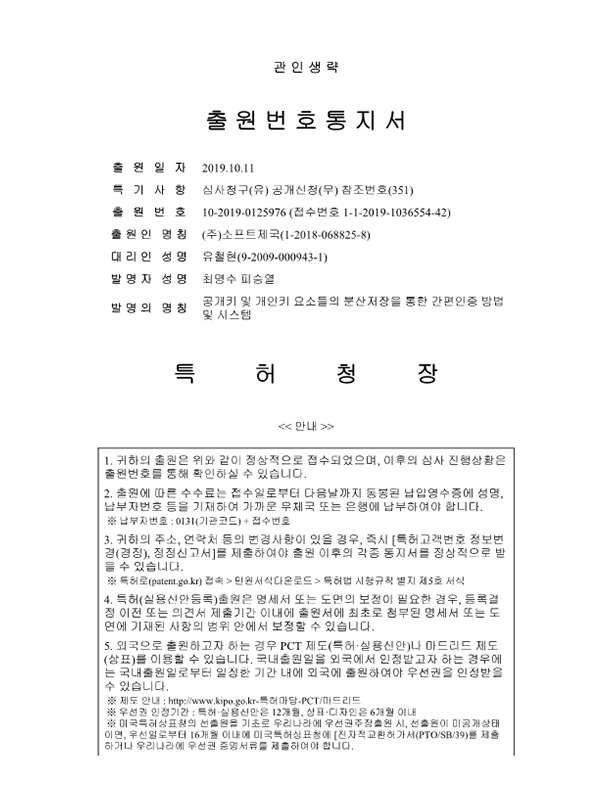 관 인 생 략
출 원 번 호 통 지 서
출 원 일 자 2019.10.11
특 기 사 항 심사청구(유) 공개신청(무) 참조번호(351)
출 원 번 호 10-2019-0125976 (접수번호 1-1-2019-1036554-42)
출 원 인 명 칭 (주)소프트제국(1-2018-068825-8)
대 리 인 성 명 유철현(9-2009-000943-1)
발 명 자 성 명 최명수 피승열
발 명 의 명 칭 공개키 및 개인키 요소들의 분산저장을 통한 간편인증 방법
및 시스템
특 허 청 장
<< 안내 >>
1. 귀하의 출원은 위와 같이 정상적으로 접수되었으며, 이후의 심사 진행상황은
출원번호를 통해 확인하실 수 있습니다.
2. 출원에 따른 수수료는 접수일로부터 다음날까지 동봉된 납입영수증에 성명,
납부자번호 등을 기재하여 가까운 우체국 또는 은행에 납부하여야 합니다.
※ 납부자번호 : 0131(기관코드) + 접수번호
3. 귀하의 주소, 연락처 등의 변경사항이 있을 경우, 즉시 [특허고객번호 정보변
경(경정), 정정신고서]를 제출하여야 출원 이후의 각종 통지서를 정상적으로 받
을 수 있습니다.
※ 특허로(patent.go.kr) 접속 > 민원서식다운로드 > 특허법 시행규칙 별지 제5호 서식
4. 특허(실용신안등록)출원은 명세서 또는 도면의 보정이 필요한 경우, 등록결
정 이전 또는 의견서 제출기간 이내에 출원서에 최초로 첨부된 명세서 또는 도
면에 기재된 사항의 범위 안에서 보정할 수 있습니다.
5. 외국으로 출원하고자 하는 경우 PCT 제도(특허·실용신안)나 마드리드 제도
(상표)를 이용할 수 있습니다. 국내출원일을 외국에서 인정받고자 하는 경우에
는 국내출원일로부터 일정한 기간 내에 외국에 출원하여야 우선권을 인정받을
수 있습니다.
※ 제도 안내 : http://www.kipo.go.kr-특허마당-PCT/마드리드
※ 우선권 인정기간 : 특허·실용신안은 12개월, 상표·디자인은 6개월 이내
※ 미국특허상표청의 선출원을 기초로 우리나라에 우선권주장출원 시, 선출원이 미공개상태
이면, 우선일로부터 16개월 이내에 미국특허상표청에 [전자적교환허가서(PTO/SB/39)를 제출
하거나 우리나라에 우선권 증명서류를 제출하여야 합니다.